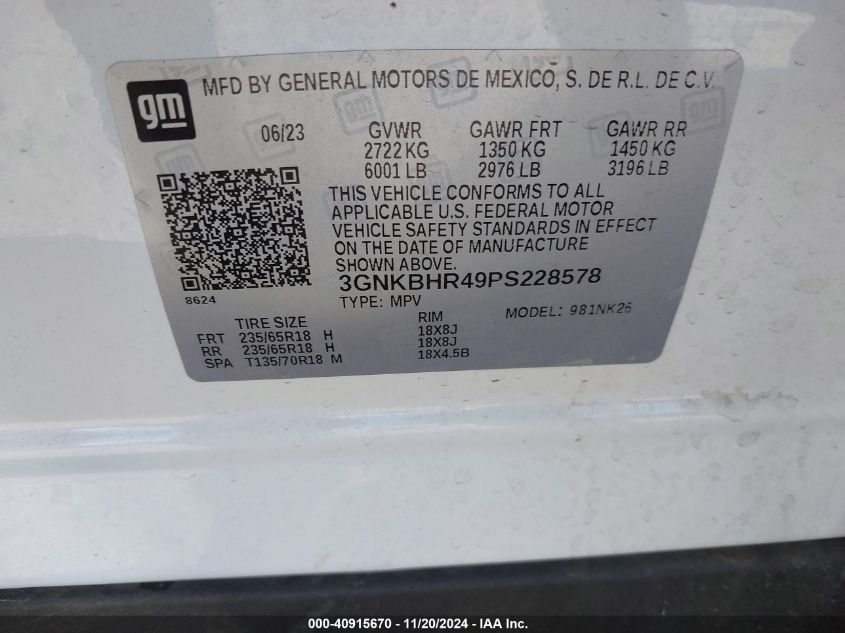 gm
MFD BY GENERAL MOTORS DE MEXICO, S. DE R.L. DE C.V.
06/23 GVWR GAWR FRT GAWR RR
2722 KG 1350 KG 1450 KG
6001 LB 2976 LB 3196 LB
THIS VEHICLE CONFORMS TO ALL
APPLICABLE U.S. FEDERAL MOTOR
VEHICLE SAFETY STANDARDS IN EFFECT
ON THE DATE OF MANUFACTURE
SHOWN ABOVE.
3GNKBHR49PS228578
8624 TYPE: MPV MODEL: 981NK26
TIRE SIZE RIM
FRT 235/65R18 H 18X8J
RR 235/65R18 H 18X8J
SPA T135/70R18 M 18X4.5B
000-40915670 - 11/20/2024 - IAA Inc.